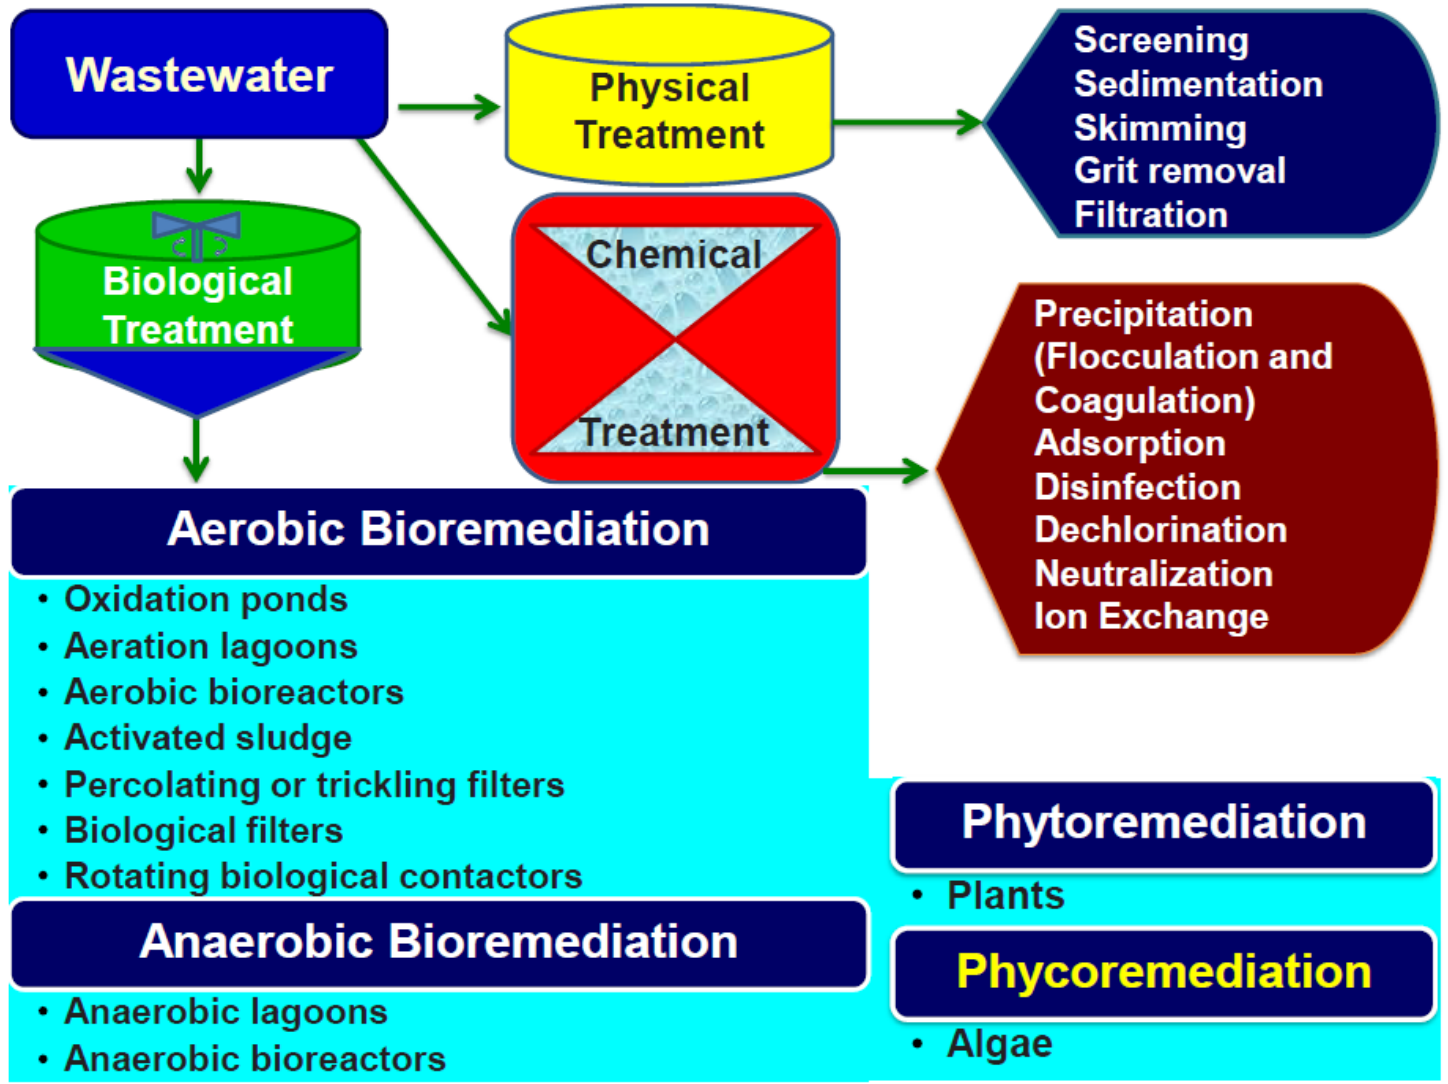 Wastewater
Physical
Treatment
Screening
Sedimentation
Skimming
Grit removal
Filtration
Biological
Treatment
Chemical
Treatment
Precipitation
(Flocculation and
Coagulation)
Adsorption
Disinfection
Dechlorination
Neutralization
Ion Exchange
Aerobic Bioremediation
• Oxidation ponds
• Aeration lagoons
• Aerobic bioreactors
• Activated sludge
• Percolating or trickling filters
• Biological filters
• Rotating biological contactors
Anaerobic Bioremediation
• Anaerobic lagoons
• Anaerobic bioreactors
Phytoremediation
• Plants
Phycoremediation
• Algae